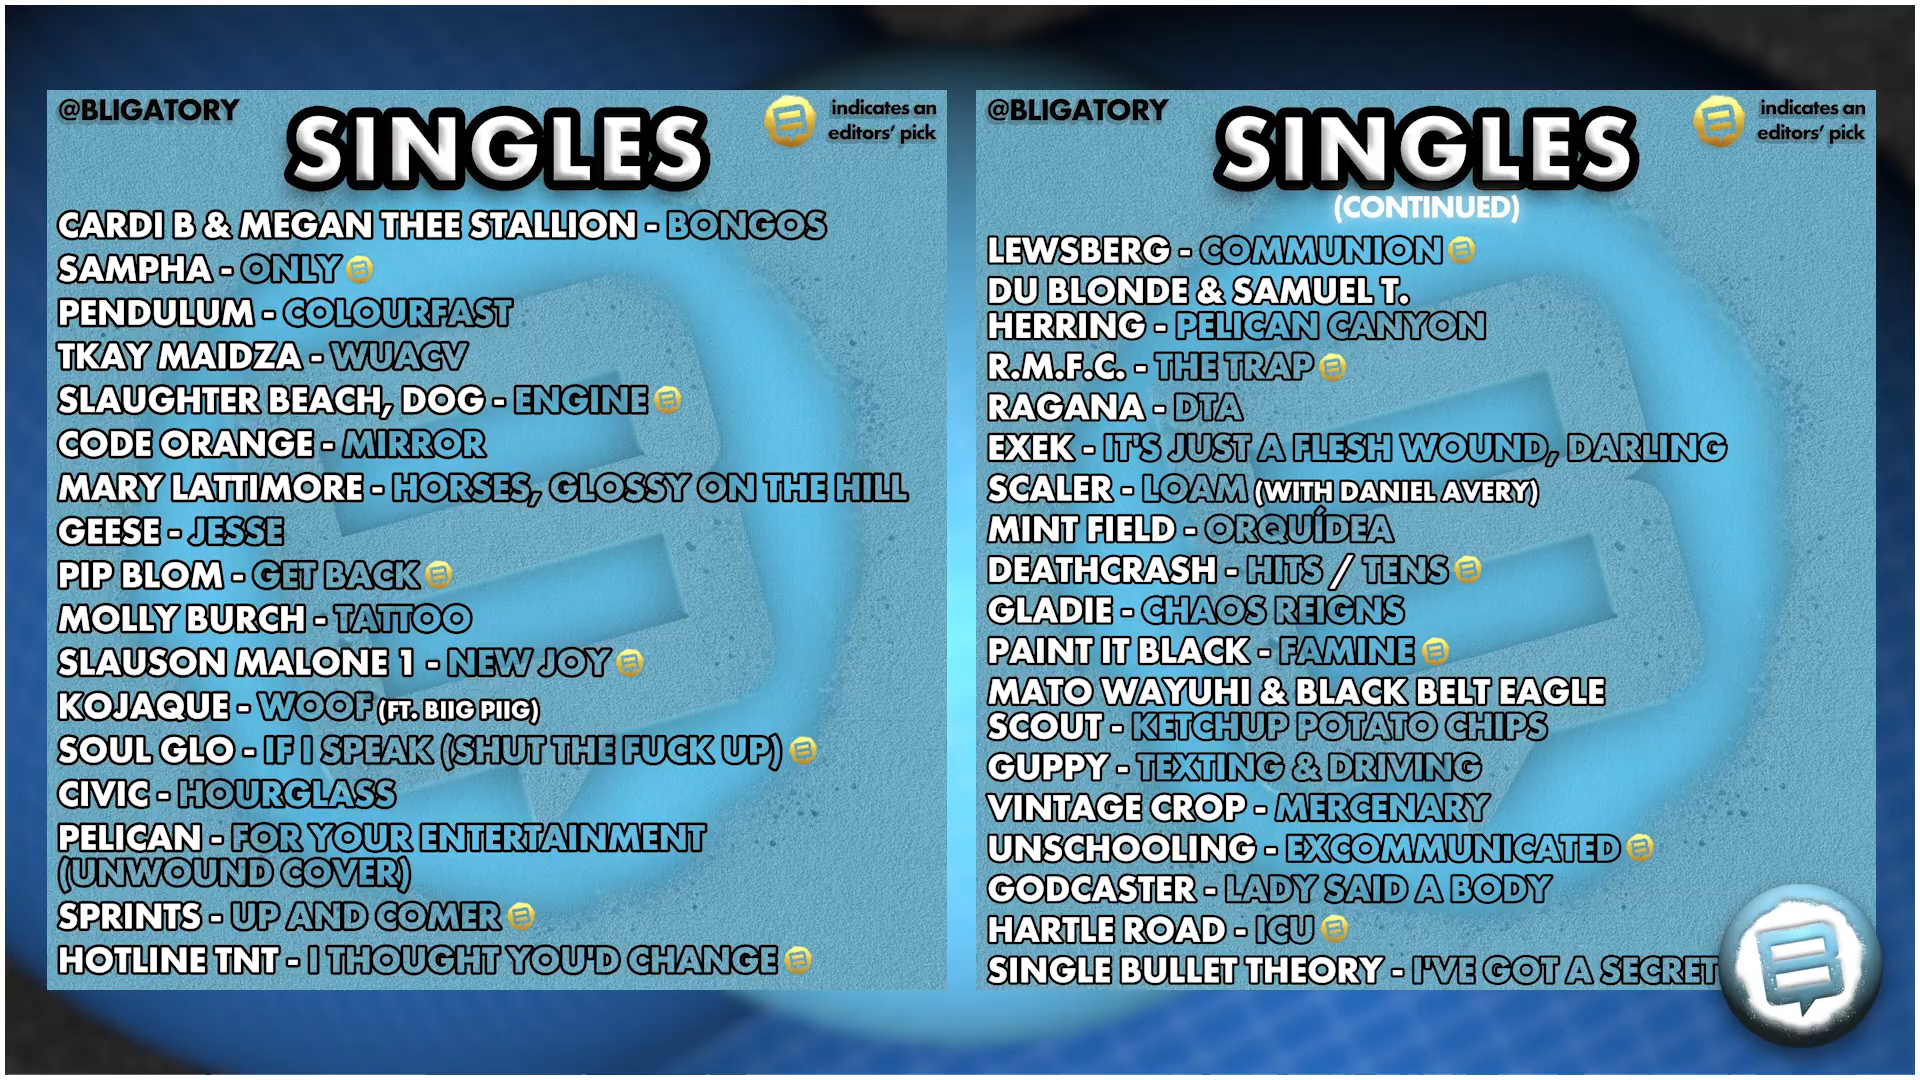 @BLIGATORY
SINGLES
indicates an
editors' pick
CARDI B & MEGAN THEE STALLION - BONGOS
SAMPHA - ONLY
PENDULUM - COLOURFAST
TKAY MAIDZA - WUACV
SLAUGHTER BEACH, DOG - ENGINE
CODE ORANGE - MIRROR
MARY LATTIMORE - HORSES, GLOSSY ON THE HILL
GEESE - JESSE
PIP BLOM - GET BACK
MOLLY BURCH - TATTOO
SLAUSON MALONE 1 - NEW JOY
KOJAQUE - WOOF (FT. BIIG PIIG)
SOUL GLO - IF I SPEAK (SHUT THE FUCK UP)
CIVIC - HOURGLASS
PELICAN - FOR YOUR ENTERTAINMENT
(UNWOUND COVER)
SPRINTS - UP AND COMER
HOTLINE TNT - I THOUGHT YOU'D CHANGE
@BLIGATORY
SINGLES
(CONTINUED)
indicates an
editors' pick
LEWSBERG - COMMUNION
DU BLONDE & SAMUEL T.
HERRING - PELICAN CANYON
R.M.F.C. - THE TRAP
RAGANA - DTA
EXEK - IT'S JUST A FLESH WOUND, DARLING
SCALER - LOAM (WITH DANIEL AVERY)
MINT FIELD - ORQUÍDEA
DEATHCRASH - HITS / TENS
GLADIE - CHAOS REIGNS
PAINT IT BLACK - FAMINE
MATO WAYUHI & BLACK BELT EAGLE
SCOUT - KETCHUP POTATO CHIPS
GUPPY - TEXTING & DRIVING
VINTAGE CROP - MERCENARY
UNSCHOOLING - EXCOMMUNICATED
GODCASTER - LADY SAID A BODY
HARTLE ROAD - ICU
SINGLE BULLET THEORY - I'VE GOT A SECRET